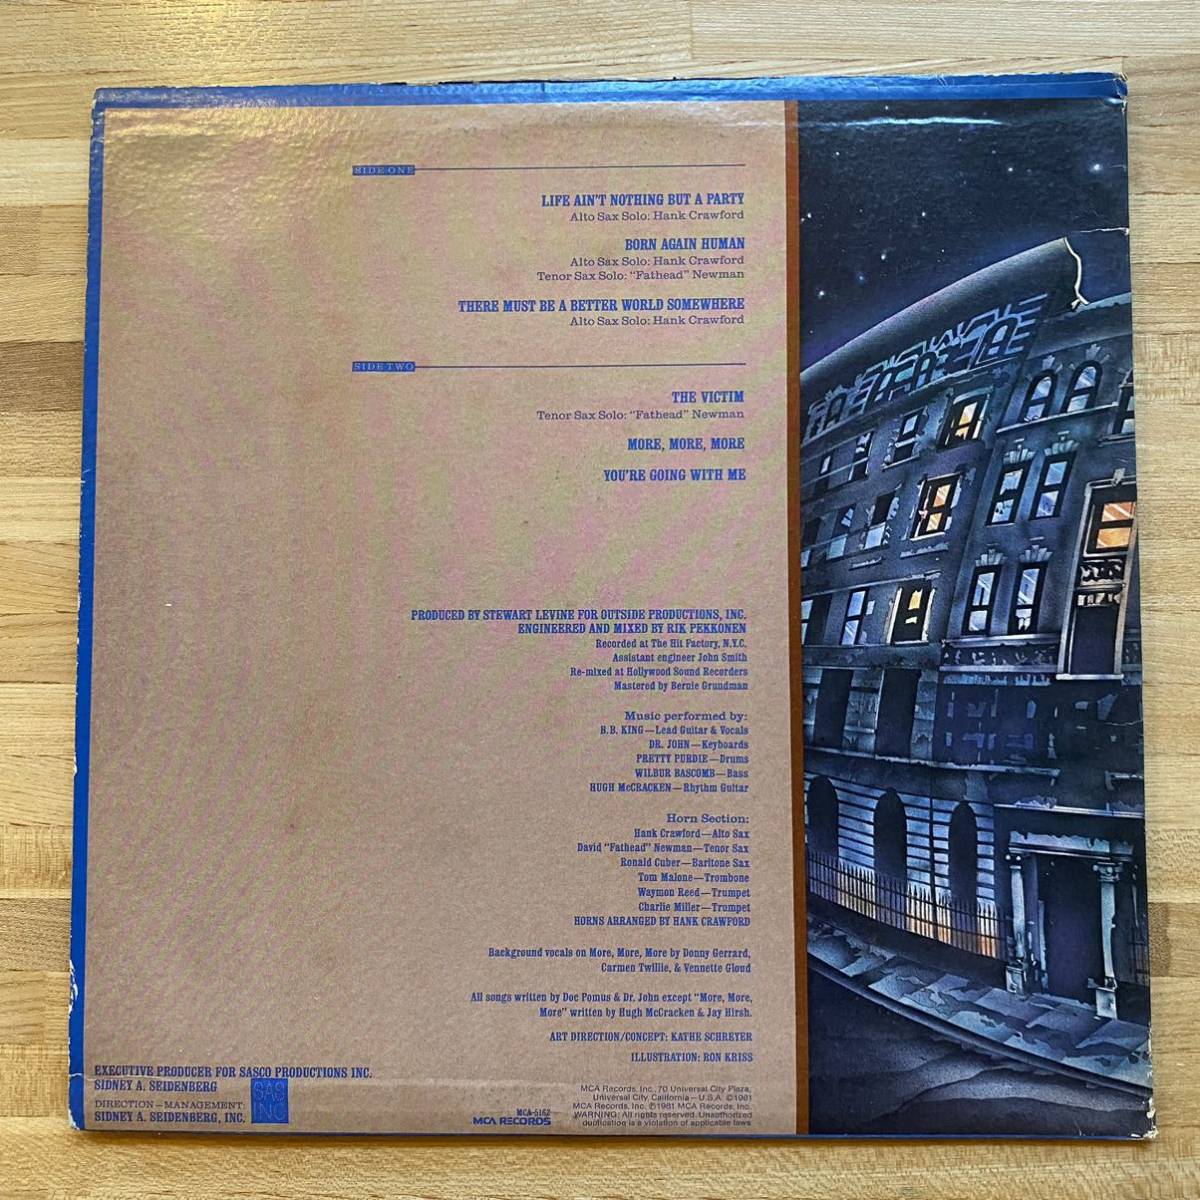 SIDE ONE
LIFE AIN'T NOTHING BUT A PARTY
Alto Sax Solo: Hank Crawford
BORN AGAIN HUMAN
Alto Sax Solo: Hank Crawford
Tenor Sax Solo: "Fathead" Newman
THERE MUST BE A BETTER WORLD SOMEWHERE
Alto Sax Solo: Hank Crawford
SIDE TWO
THE VICTIM
Tenor Sax Solo: "Fathead" Newman
MORE, MORE, MORE
YOU'RE GOING WITH ME
PRODUCED BY STEWART LEVINE FOR OUTSIDE PRODUCTIONS, INC.
ENGINEERED AND MIXED BY RIK PEKKONEN
Recorded at The Hit Factory, N.Y.C.
Assistant engineer John Smith
Re-mixed at Hollywood Sound Recorders
Mastered by Bernie Grundman
Music performed by:
B.B. KING—Lead Guitar & Vocals
DR. JOHN—Keyboards
PRETTY PURDIE—Drums
WILBUR BASCOMB—Bass
HUGH McCRACKEN—Rhythm Guitar
Horn Section:
Hank Crawford—Alto Sax
David "Fathead" Newman—Tenor Sax
Ronald Cuber—Baritone Sax
Tom Malone—Trombone
Waymon Reed—Trumpet
Charlie Miller—Trumpet
HORNS ARRANGED BY HANK CRAWFORD
Background vocals on More, More, More by Donny Gerrard,
Carmen Twillie, & Vennette Gloud
All songs written by Doc Pomus & Dr. John except "More, More,
More" written by Hugh McCracken & Jay Hirsh.
ART DIRECTION/CONCEPT: KATHE SCHREYER
ILLUSTRATION: RON KRISS
EXECUTIVE PRODUCER FOR SASCO PRODUCTIONS INC.
SIDNEY A. SEIDENBERG
DIRECTION—MANAGEMENT:
SIDNEY A. SEIDENBERG, INC.
SAS
INC
MCA-5162
MCA RECORDS
MCA Records, Inc., 70 Universal City Plaza,
Universal City, California—U.S.A. ©1981
MCA Records, Inc. ℗1981 MCA Records, Inc.
WARNING: All rights reserved. Unauthorized
duplication is a violation of applicable laws.